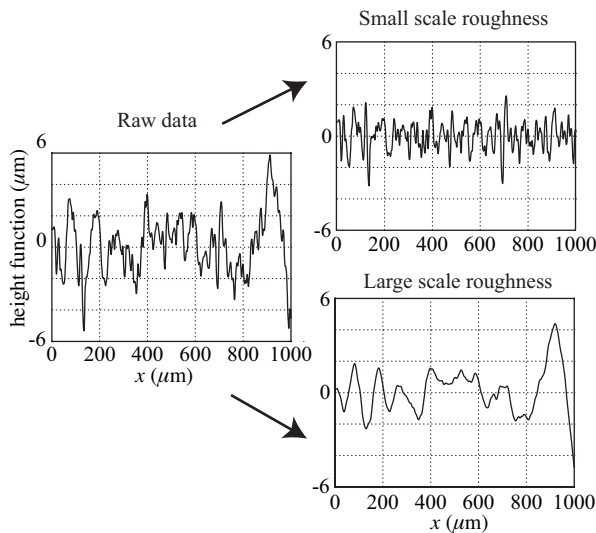 Small scale roughness
6
0
-6
0 200 400 600 800 1000
Raw data
6
0
-6
height function (µm)
0 200 400 600 800 1000
x (µm)
Large scale roughness
6
0
-6
0 200 400 600 800 1000
x (µm)